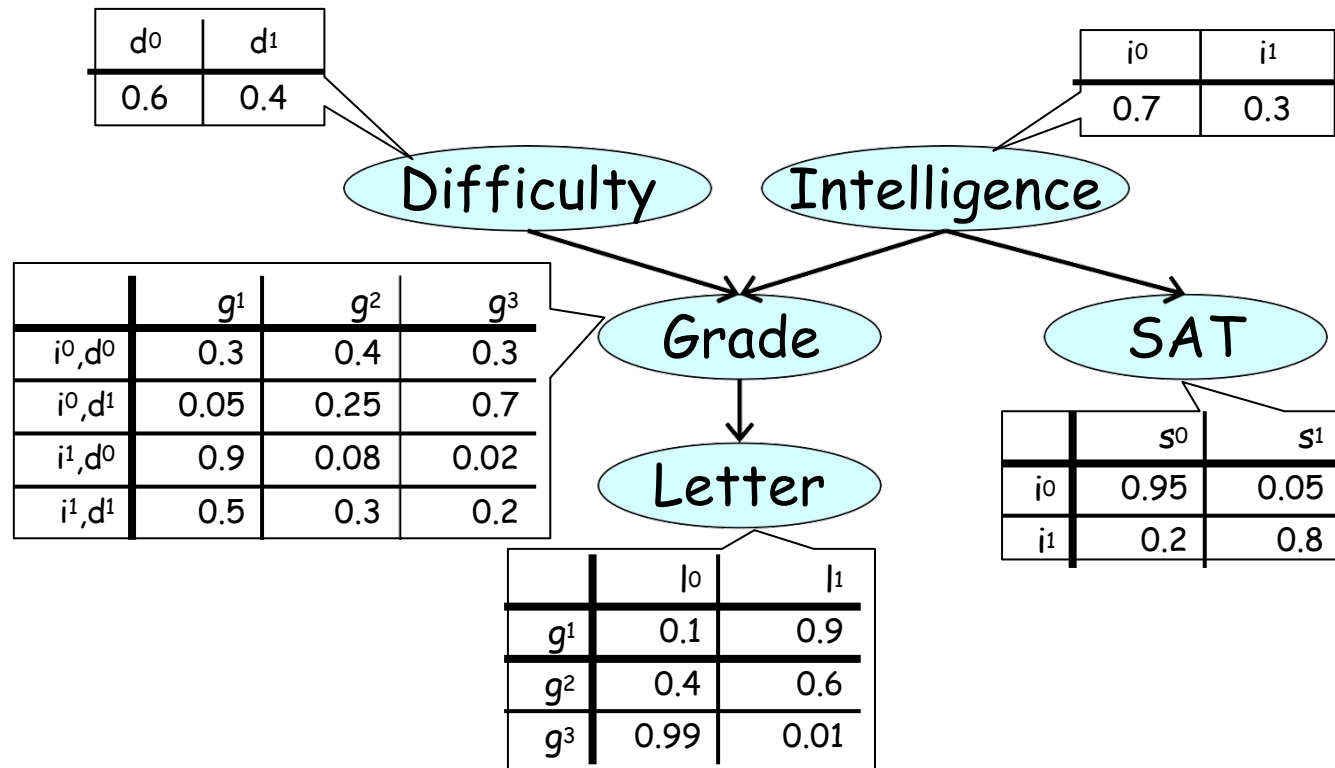 d⁰ d¹
0.6 0.4
i⁰ i¹
0.7 0.3
Difficulty
Intelligence
g¹ g² g³
i⁰,d⁰ 0.3 0.4 0.3
i⁰,d¹ 0.05 0.25 0.7
i¹,d⁰ 0.9 0.08 0.02
i¹,d¹ 0.5 0.3 0.2
Grade
SAT
Letter
s⁰ s¹
i⁰ 0.95 0.05
i¹ 0.2 0.8
l⁰ l¹
g¹ 0.1 0.9
g² 0.4 0.6
g³ 0.99 0.01